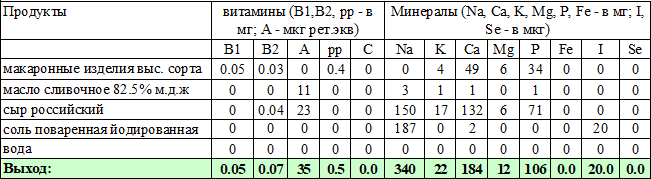 Продукты витамины (B1,B2, pp - в мг; A - мкг рет.экв) Минералы (Na, Ca, K, Mg, P, Fe - в мг; I, Se - в мкг)
B1 B2 A pp C Na K Ca Mg P Fe I Se
макаронные изделия выс. сорта 0.05 0.03 0 0.4 0 0 4 49 6 34 0 0 0
масло сливочное 82.5% м.д.ж 0 0 11 0 0 3 1 1 0 1 0 0 0
сыр российский 0 0.04 23 0 0 150 17 132 6 71 0 0 0
соль поваренная йодированная 0 0 0 0 0 187 0 2 0 0 0 20 0
вода 0 0 0 0 0 0 0 0 0 0 0 0 0
Выход: 0.05 0.07 35 0.5 0.0 340 22 184 12 106 0.0 20.0 0.0